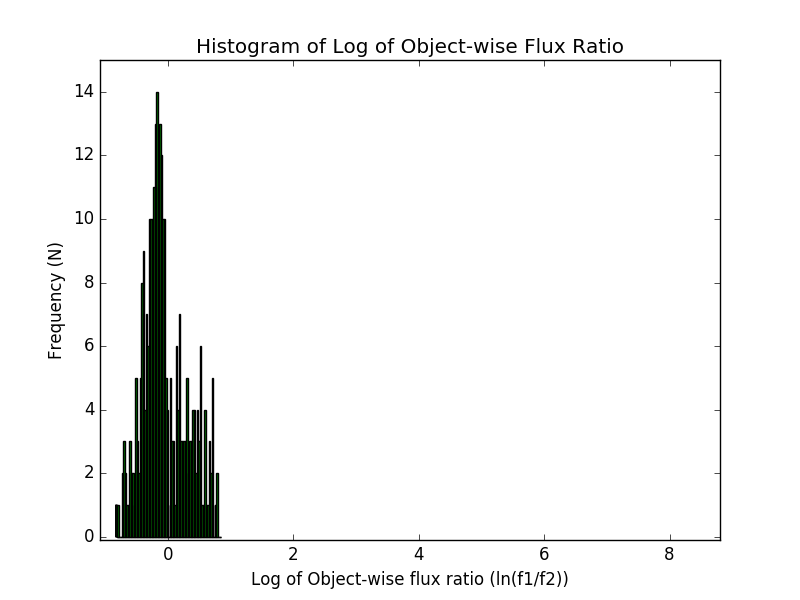 Histogram of Log of Object-wise Flux Ratio
14
12
10
8
6
4
2
0
Frequency (N)
0 2 4 6 8
Log of Object-wise flux ratio (ln(f1/f2))